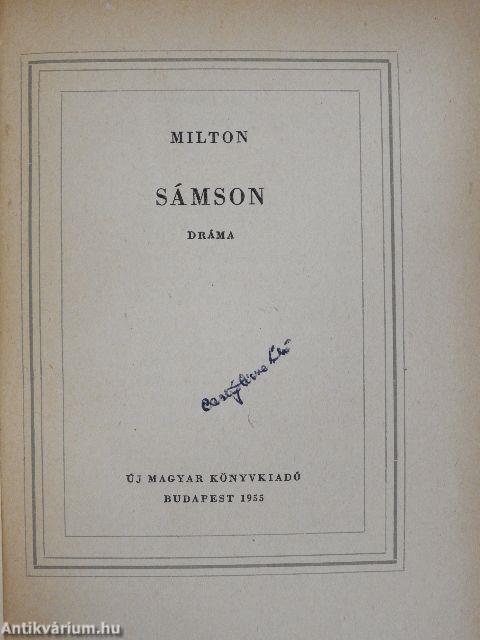 MILTON
SÁMSON
DRÁMA
ÚJ MAGYAR KÖNYVKIADÓ
BUDAPEST 1955
Antikvárium.hu